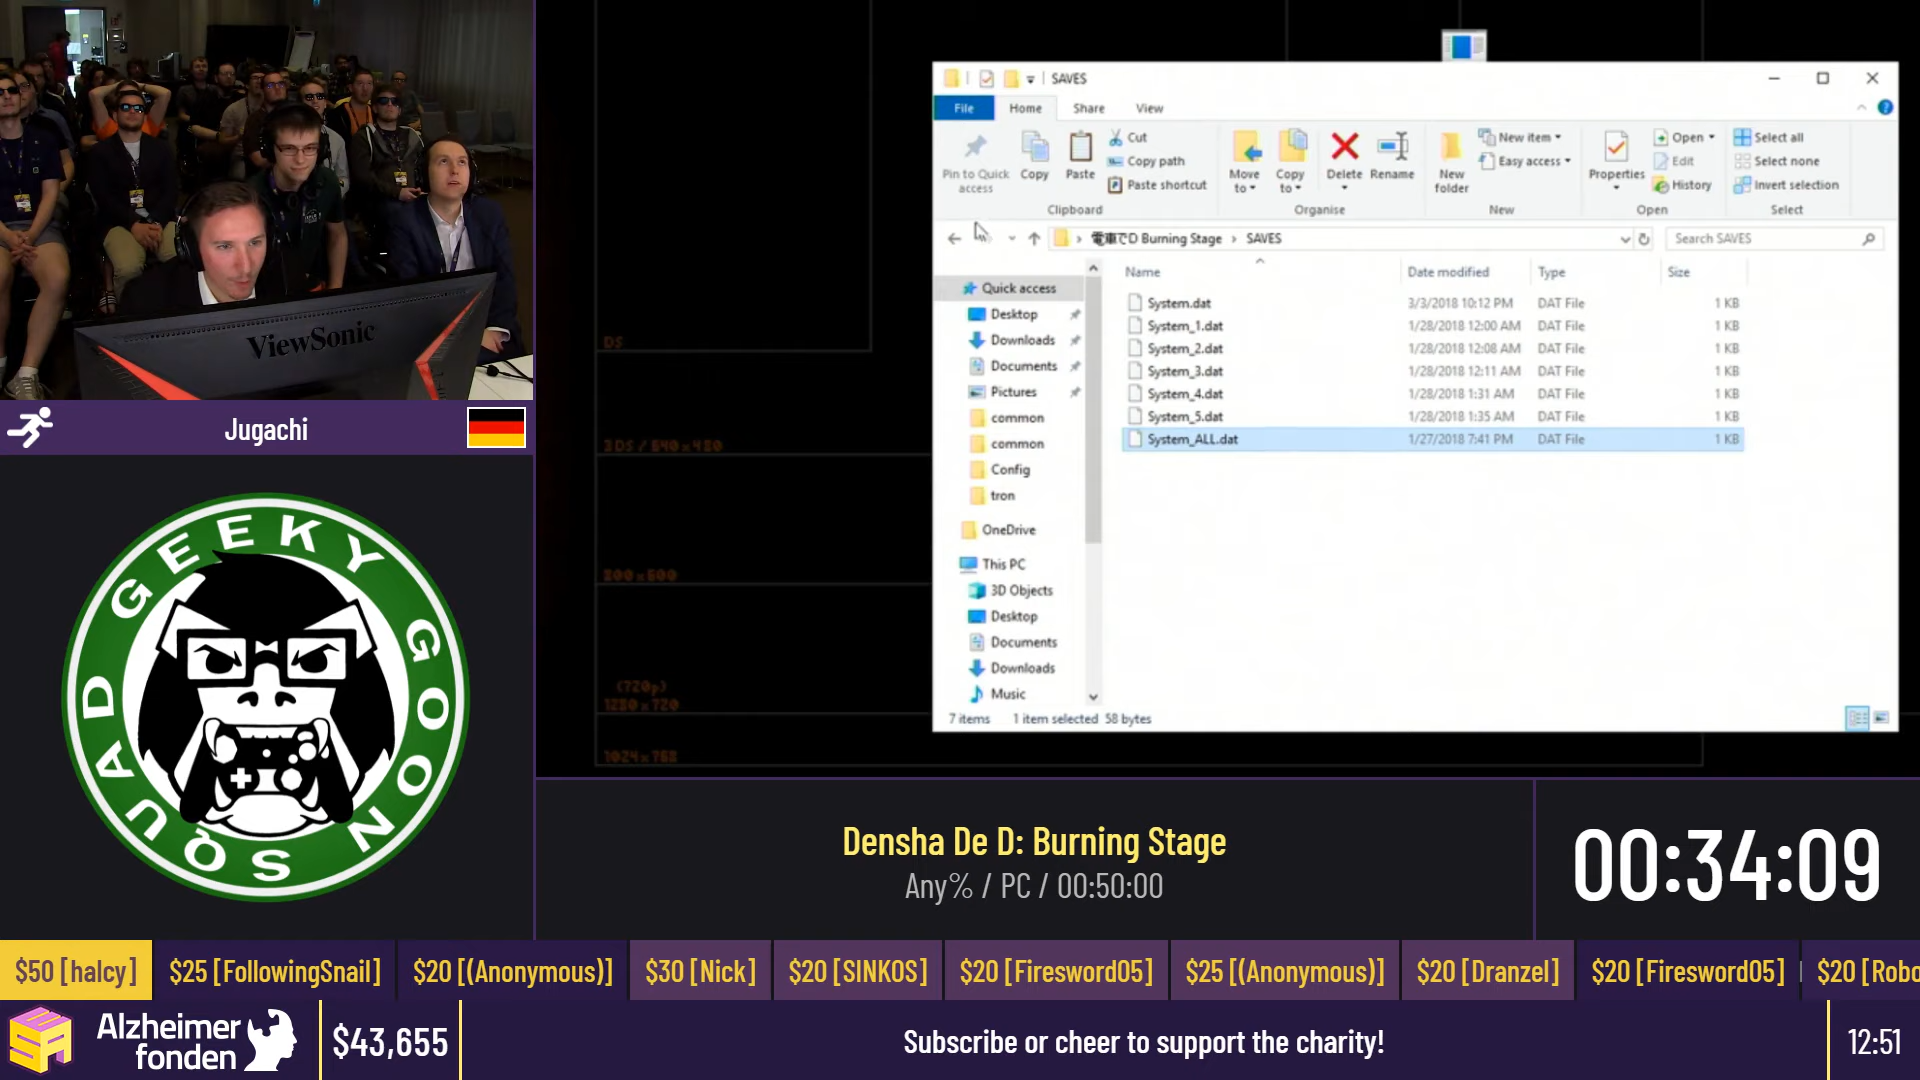 SAVES
File Home Share View
Pin to Quick access
Copy
Paste
Cut
Copy path
Paste shortcut
Move to
Copy to
Delete
Rename
New folder
New item
Easy access
Properties
Open
Edit
History
Select all
Select none
Invert selection
Clipboard Organise New Open Select
電車でD Burning Stage › SAVES
Search SAVES
Name Date modified Type Size
System.dat 3/3/2018 10:12 PM DAT File 1 KB
System_1.dat 1/28/2018 12:00 AM DAT File 1 KB
System_2.dat 1/28/2018 12:08 AM DAT File 1 KB
System_3.dat 1/28/2018 12:11 AM DAT File 1 KB
System_4.dat 1/28/2018 1:31 AM DAT File 1 KB
System_5.dat 1/28/2018 1:35 AM DAT File 1 KB
System_ALL.dat 1/27/2018 7:41 PM DAT File 1 KB
Quick access
Desktop
Downloads
Documents
Pictures
common
common
Config
tron
OneDrive
This PC
3D Objects
Desktop
Documents
Downloads
Music
7 items 1 item selected 58 bytes
DS
3DS / 640x480
800x600
(720p)
1280x720
1024x768
ViewSonic
Jugachi
GEEKY GOON SQUAD
Densha De D: Burning Stage
Any% / PC / 00:50:00
00:34:09
$50 [halcy] $25 [FollowingSnail] $20 [(Anonymous)] $30 [Nick] $20 [SINKOS] $20 [Firesword05] $25 [(Anonymous)] $20 [Dranzel] $20 [Firesword05] $20 [Robo
Alzheimer
fonden
$43,655
Subscribe or cheer to support the charity!
12:51